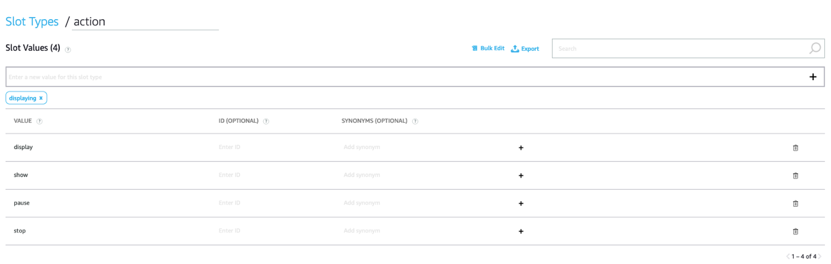 Slot Types / action
Slot Values (4) ?
Bulk Edit Export Search
Enter a new value for this slot type +
displaying x
VALUE ? ID (OPTIONAL) ? SYNONYMS (OPTIONAL) ?
display Enter ID Add synonym +
show Enter ID Add synonym +
pause Enter ID Add synonym +
stop Enter ID Add synonym +
‹ 1 – 4 of 4 ›